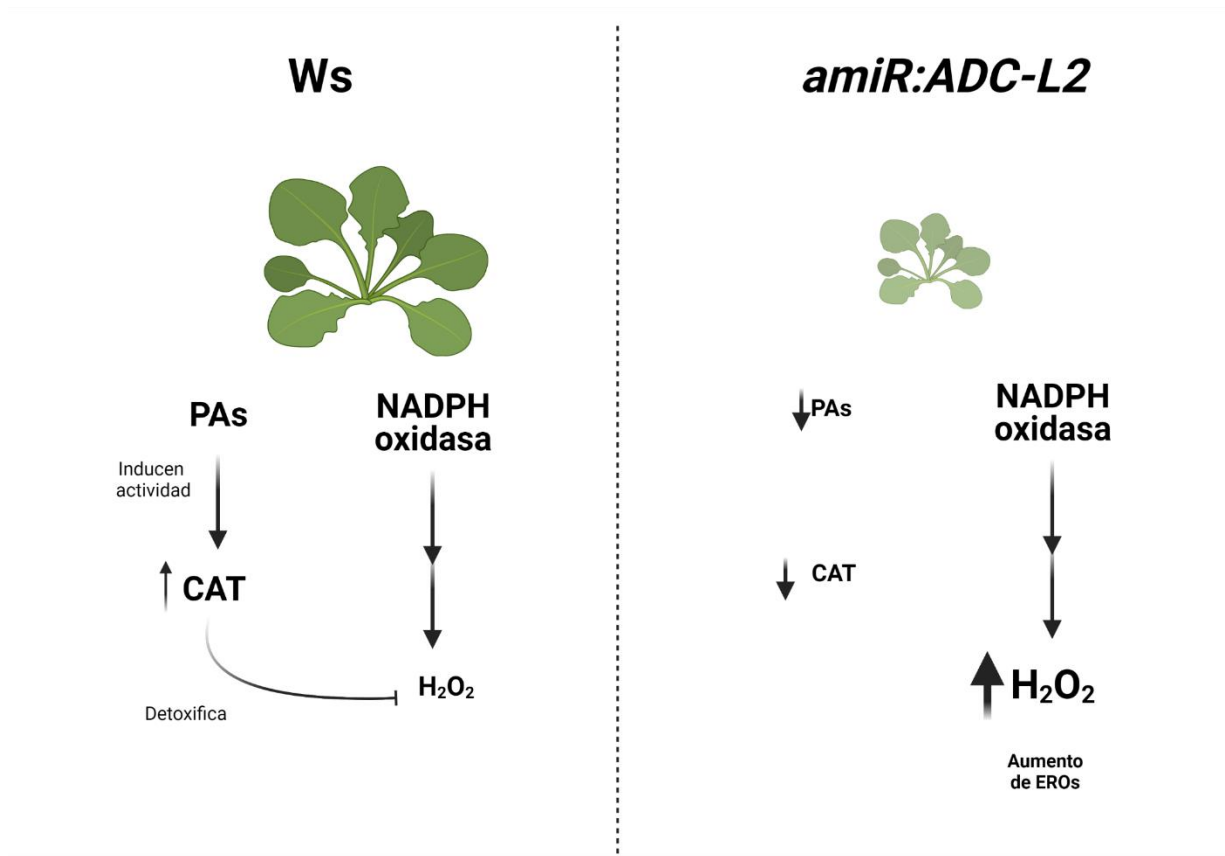 Ws
PAs
NADPH
oxidasa
Inducen
actividad
CAT
H₂O₂
Detoxifica
amiR:ADC-L2
PAs
NADPH
oxidasa
CAT
H₂O₂
Aumento
de EROs